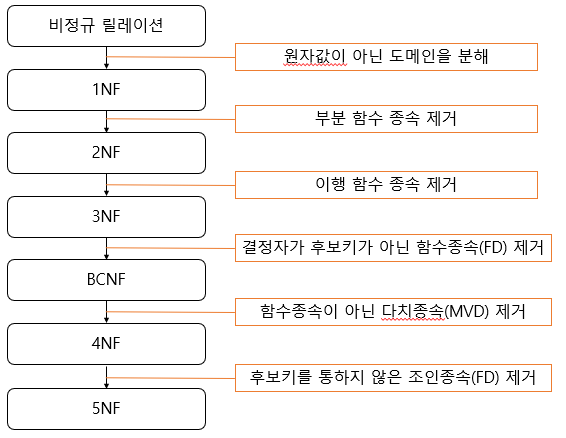 비정규 릴레이션
원자값이 아닌 도메인을 분해
1NF
부분 함수 종속 제거
2NF
이행 함수 종속 제거
3NF
결정자가 후보키가 아닌 함수종속(FD) 제거
BCNF
함수종속이 아닌 다치종속(MVD) 제거
4NF
후보키를 통하지 않은 조인종속(FD) 제거
5NF